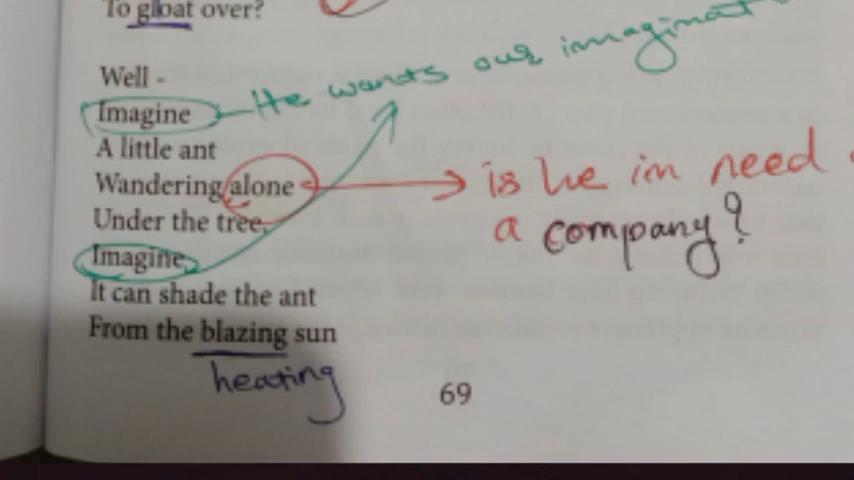 To gloat over?
Well -
Imagine He wants our imaginat
A little ant
Wandering alone is he in need
Under the tree, a company?
Imagine,
It can shade the ant
From the blazing sun
heating
69